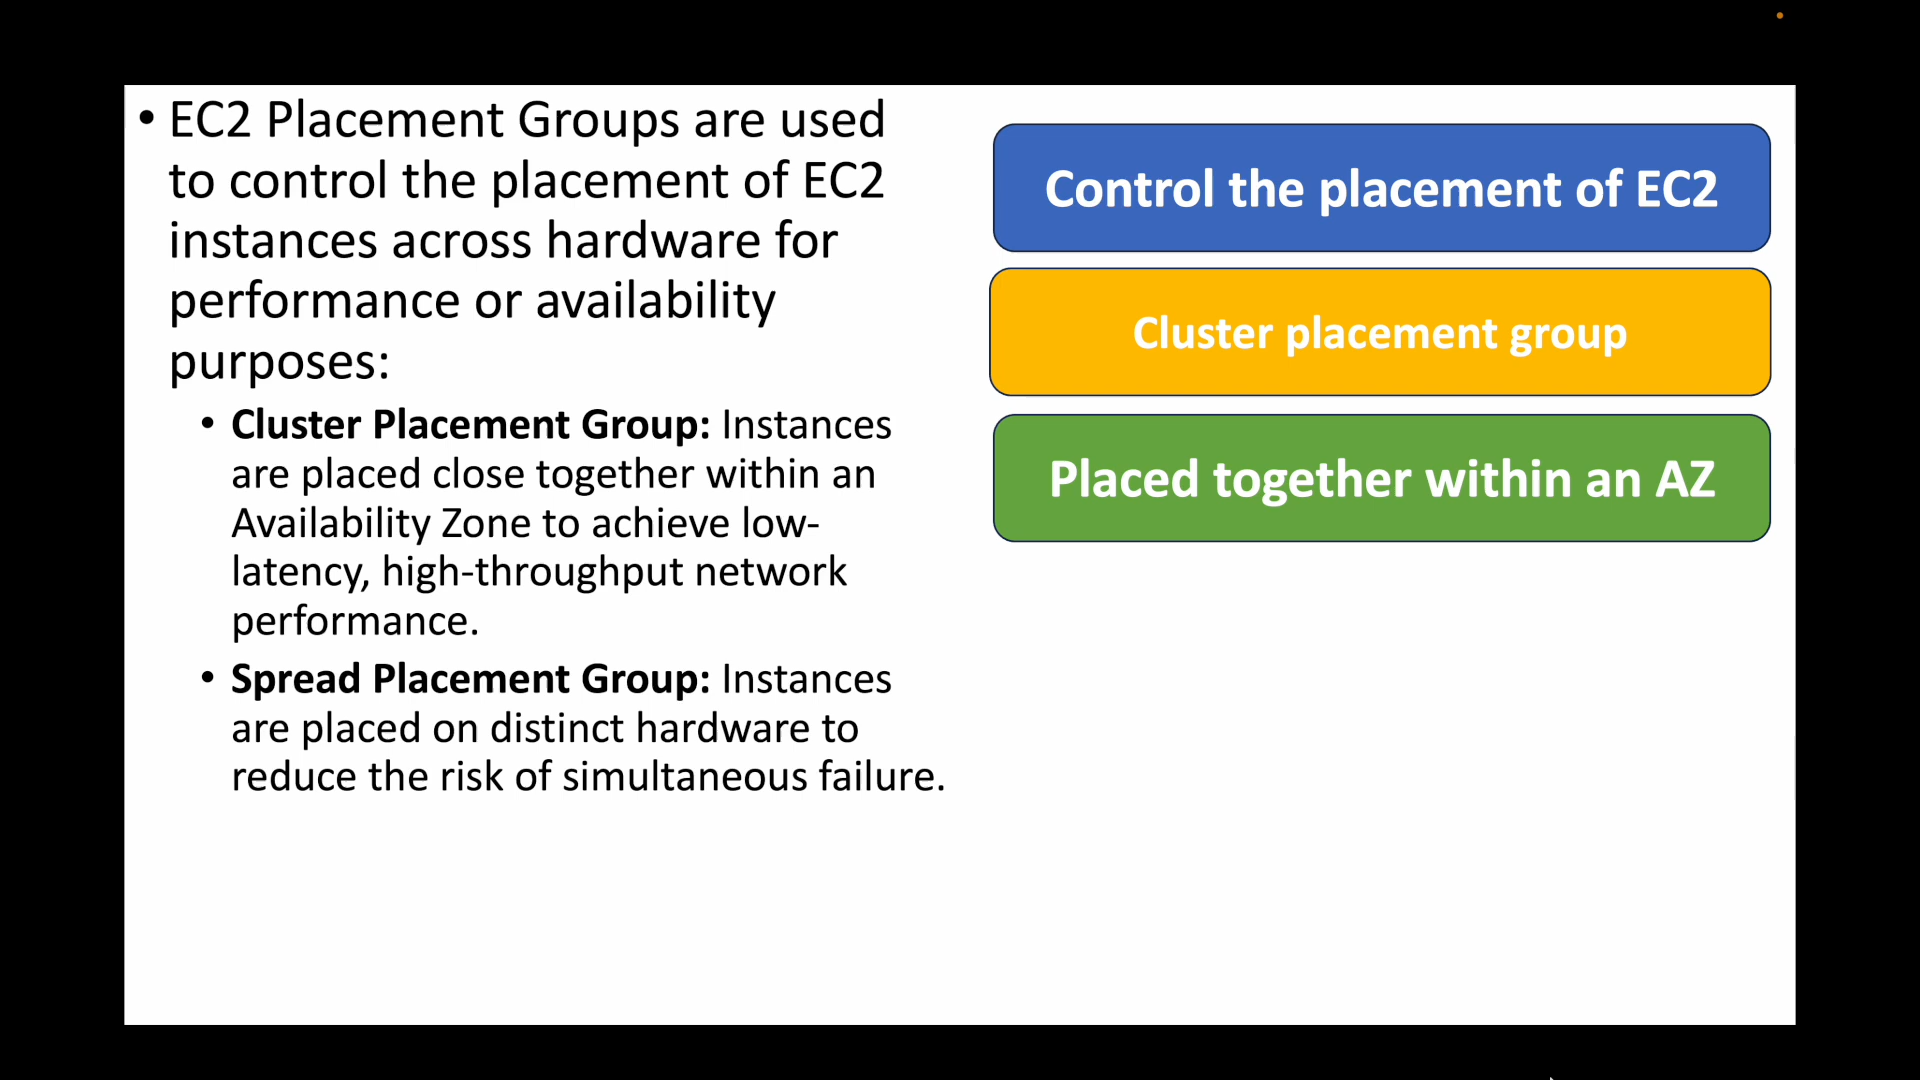 • EC2 Placement Groups are used
to control the placement of EC2
instances across hardware for
performance or availability
purposes:
• Cluster Placement Group: Instances
are placed close together within an
Availability Zone to achieve low-
latency, high-throughput network
performance.
• Spread Placement Group: Instances
are placed on distinct hardware to
reduce the risk of simultaneous failure.
Control the placement of EC2
Cluster placement group
Placed together within an AZ